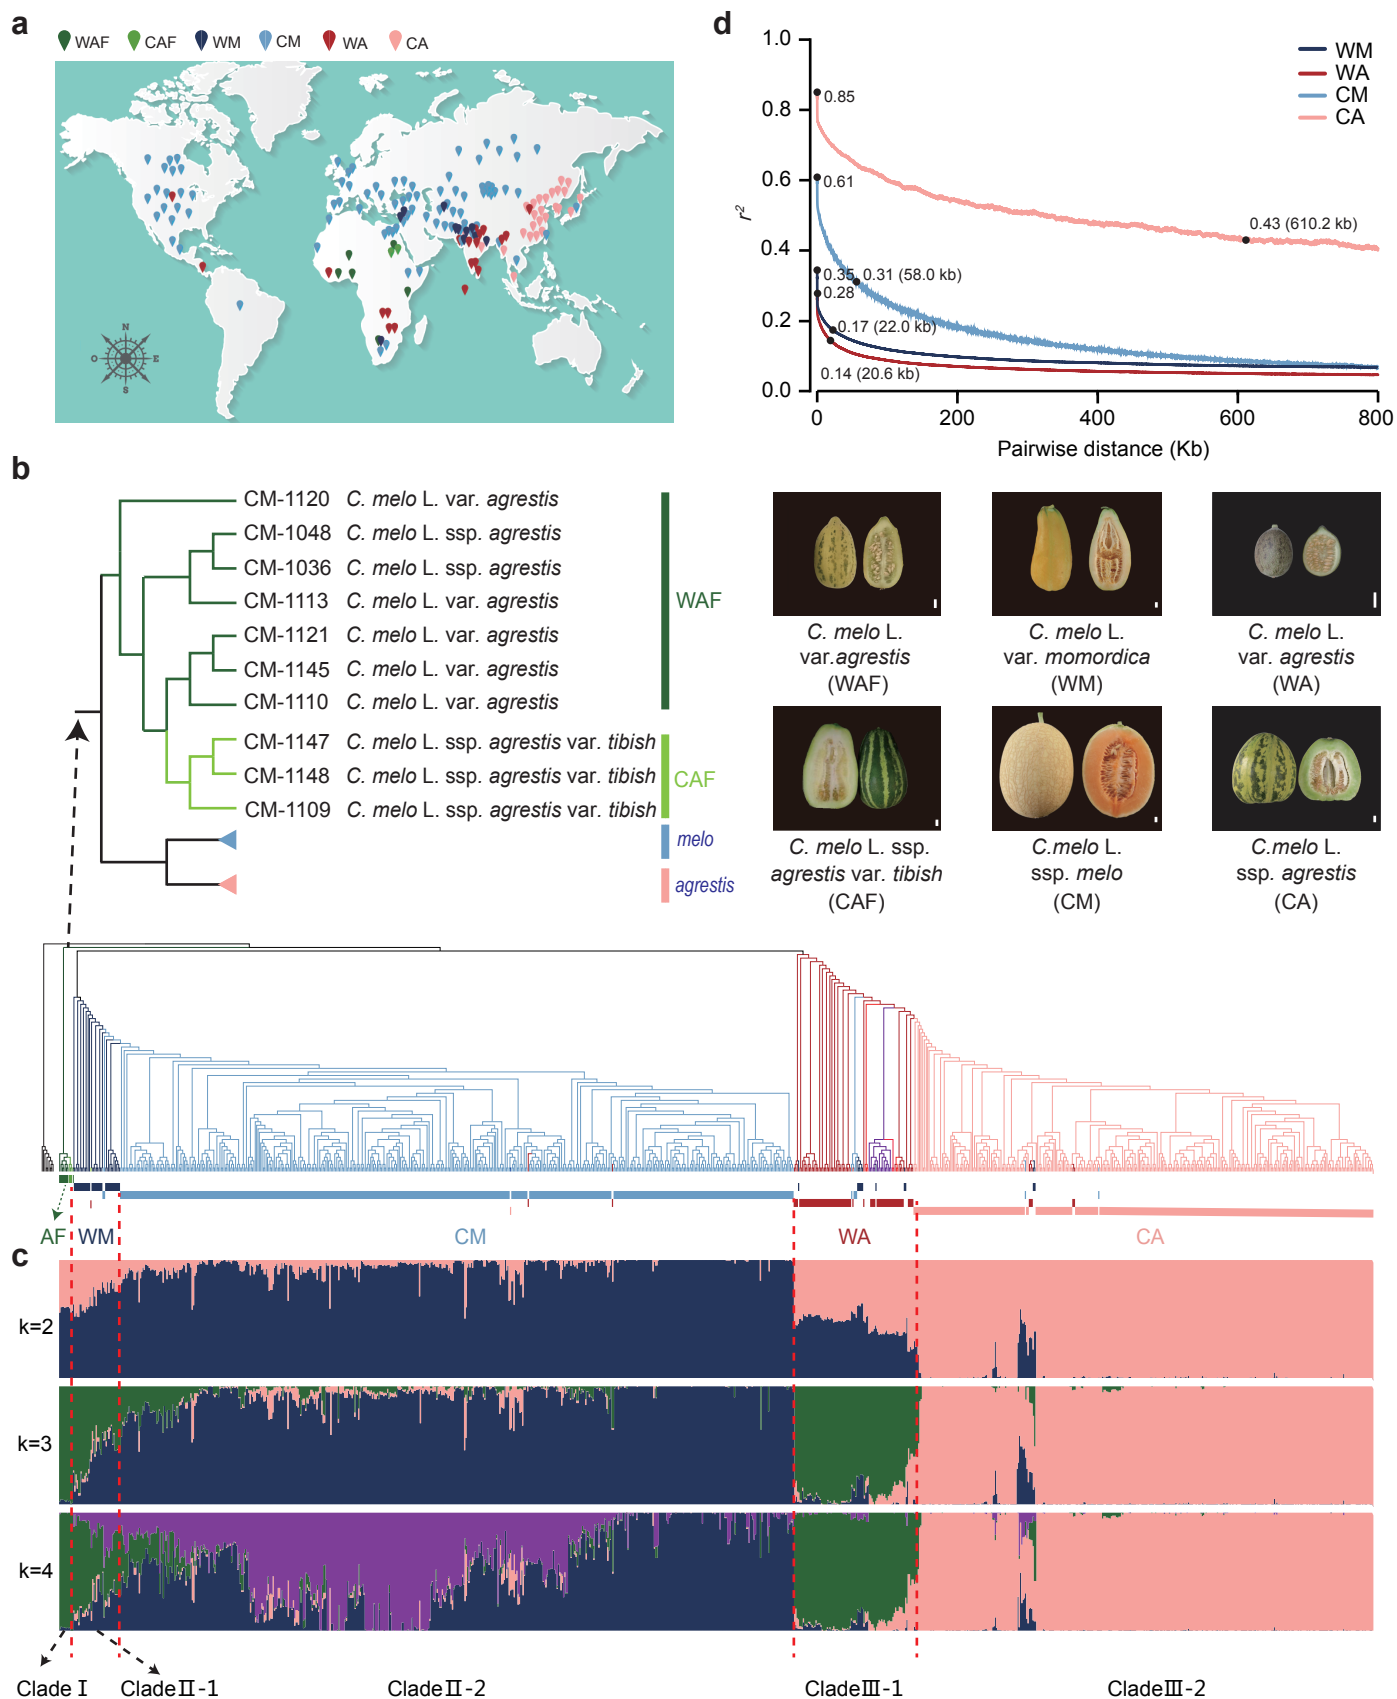 a
WAF CAF WM CM WA CA
N
O E
S
d
1.0
0.8
0.6
0.4
0.2
0.0
r²
0.85
0.61
0.43 (610.2 kb)
0.35
0.31 (58.0 kb)
0.28
0.17 (22.0 kb)
0.14 (20.6 kb)
WM
WA
CM
CA
0 200 400 600 800
Pairwise distance (Kb)
b
CM-1120 C. melo L. var. agrestis
CM-1048 C. melo L. ssp. agrestis
CM-1036 C. melo L. ssp. agrestis
CM-1113 C. melo L. var. agrestis
CM-1121 C. melo L. var. agrestis
CM-1145 C. melo L. var. agrestis
CM-1110 C. melo L. var. agrestis
CM-1147 C. melo L. ssp. agrestis var. tibish
CM-1148 C. melo L. ssp. agrestis var. tibish
CM-1109 C. melo L. ssp. agrestis var. tibish
WAF
CAF
melo
agrestis
C. melo L.
var.agrestis
(WAF)
C. melo L.
var. momordica
(WM)
C. melo L.
var. agrestis
(WA)
C. melo L. ssp.
agrestis var. tibish
(CAF)
C.melo L.
ssp. melo
(CM)
C.melo L.
ssp. agrestis
(CA)
AF WM CM WA CA
c
k=2
k=3
k=4
Clade I CladeⅡ-1 CladeⅡ-2 CladeⅢ-1 CladeⅢ-2